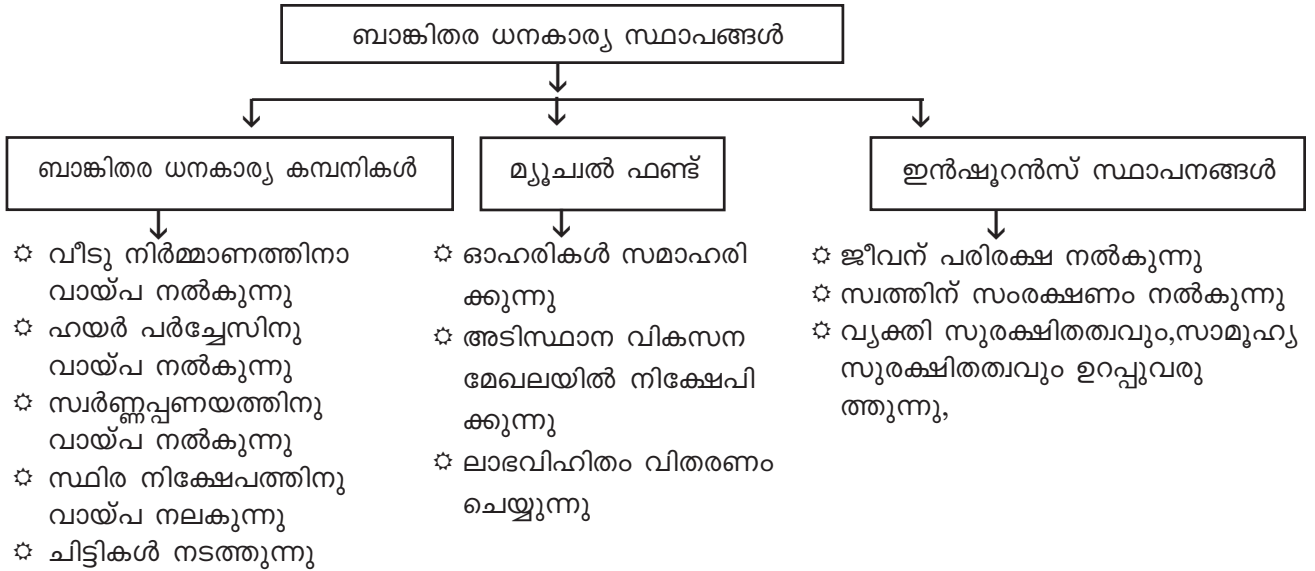 ബാങ്കിതര ധനകാര്യ സ്ഥാപങ്ങൾ
ബാങ്കിതര ധനകാര്യ കമ്പനികൾ
വീടു നിർമ്മാണത്തിനാ
വായ്പ നൽകുന്നു
ഹയർ പർച്ചേസിനു
വായ്പ നൽകുന്നു
സ്വർണ്ണപ്പണയത്തിനു
വായ്പ നൽകുന്നു
സ്ഥിര നിക്ഷേപത്തിനു
വായ്പ നലകുന്നു
ചിട്ടികൾ നടത്തുന്നു
മ്യൂച്വൽ ഫണ്ട്
ഓഹരികൾ സമാഹരി
ക്കുന്നു
അടിസ്ഥാന വികസന
മേഖലയിൽ നിക്ഷേപി
ക്കുന്നു
ലാഭവിഹിതം വിതരണം
ചെയ്യുന്നു
ഇൻഷൂറൻസ് സ്ഥാപനങ്ങൾ
ജീവന് പരിരക്ഷ നൽകുന്നു
സ്വത്തിന് സംരക്ഷണം നൽകുന്നു
വ്യക്തി സുരക്ഷിതത്വവും,സാമൂഹ്യ
സുരക്ഷിതത്വവും ഉറപ്പുവരു
ത്തുന്നു,